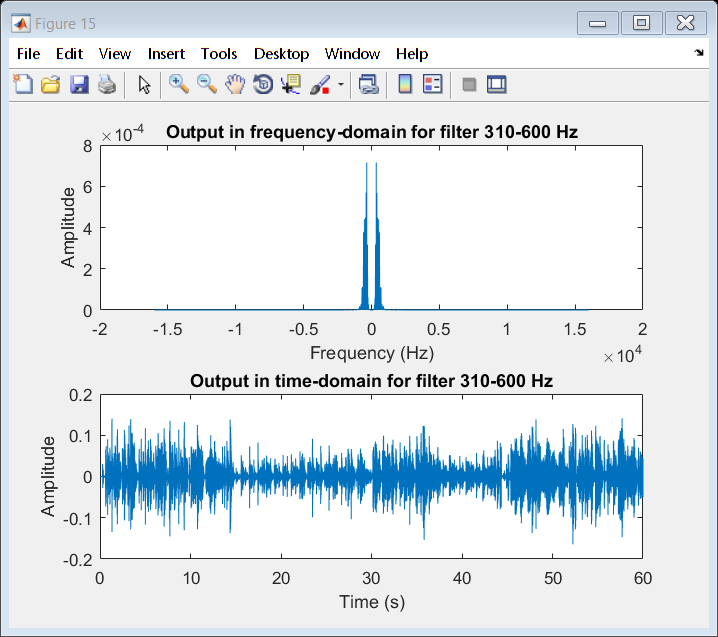 Figure 15
File Edit View Insert Tools Desktop Window Help
×10-4
Output in frequency-domain for filter 310-600 Hz
8
6
4
2
0
Amplitude
-2 -1.5 -1 -0.5 0 0.5 1 1.5 2
Frequency (Hz)
×10 4
Output in time-domain for filter 310-600 Hz
0.2
0.1
0
-0.1
-0.2
Amplitude
0 10 20 30 40 50 60
Time (s)